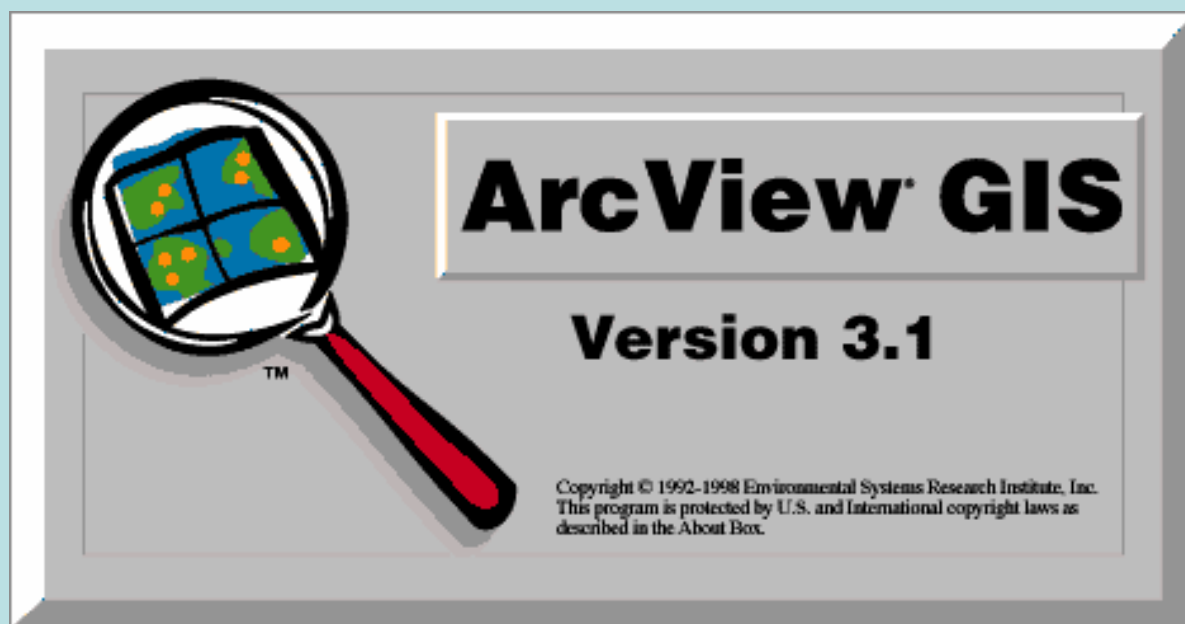 ArcView® GIS
Version 3.1
TM
Copyright © 1992-1998 Environmental Systems Research Institute, Inc.
This program is protected by U.S. and International copyright laws as
described in the About Box.